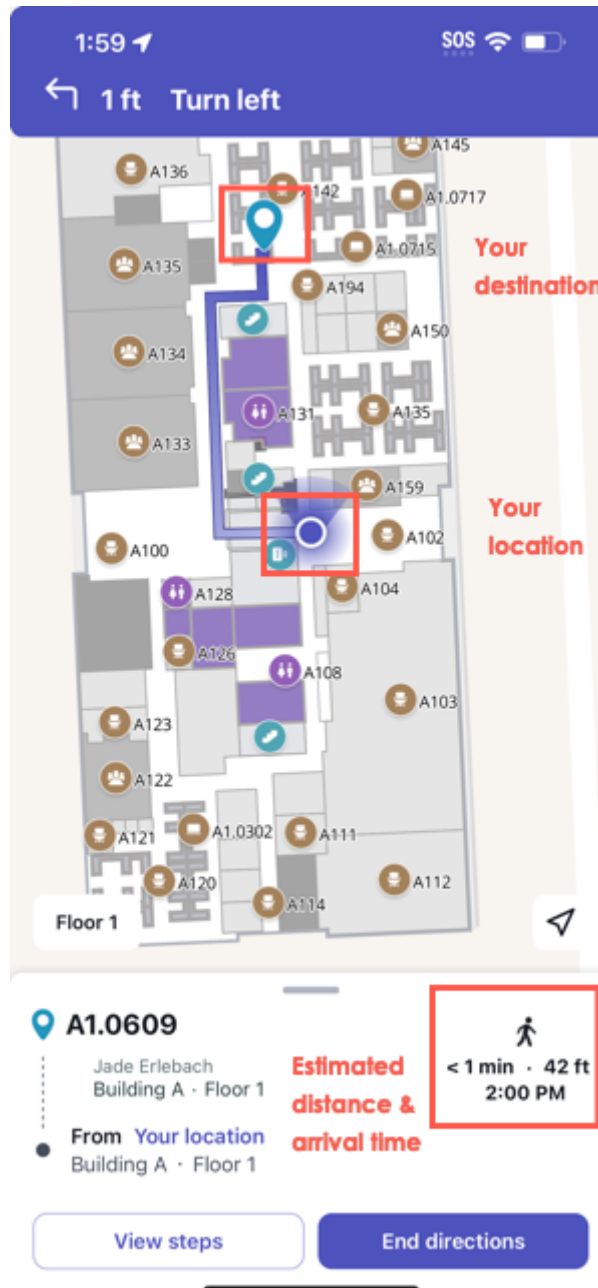 1:59 SOS
1 ft Turn left
A145
A136
A142
A1.0717
A1.0715
Your
destination
A135
A194
A150
A134
A131
A135
A133
A159
Your
location
A102
A100
A104
A128
A126
A108
A103
A123
A122
A121
A1.0302
A111
A120
A112
A114
Floor 1
A1.0609
Jade Erlebach
Building A · Floor 1
Estimated
distance &
arrival time
< 1 min · 42 ft
2:00 PM
From Your location
Building A · Floor 1
View steps
End directions